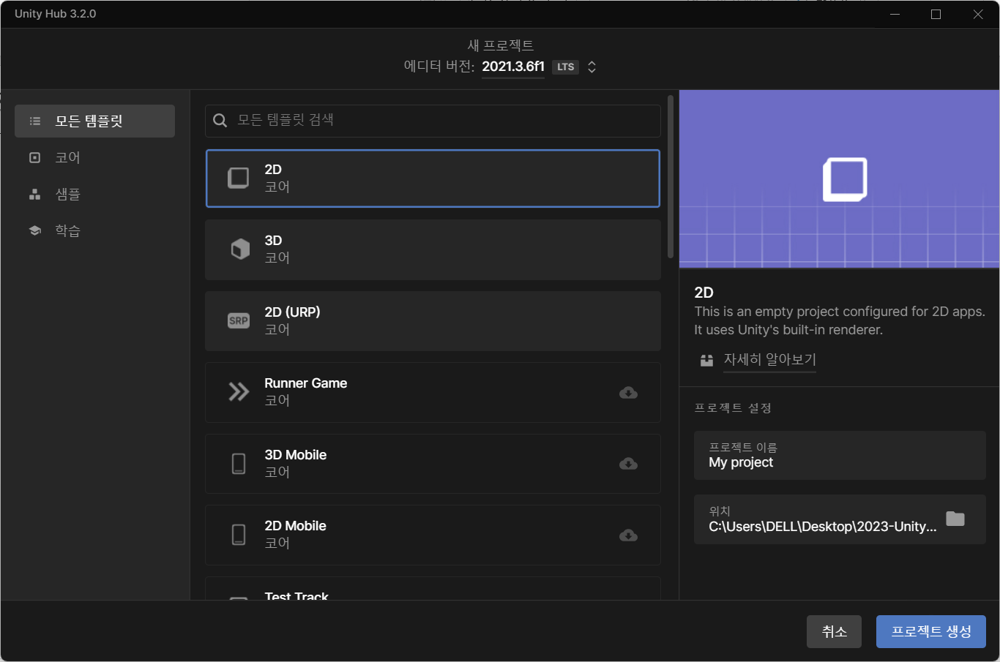 Unity Hub 3.2.0
새 프로젝트
에디터 버전: 2021.3.6f1 LTS
모든 템플릿
코어
샘플
학습
모든 템플릿 검색
2D
코어
3D
코어
SRP
2D (URP)
코어
Runner Game
코어
3D Mobile
코어
2D Mobile
코어
Test Track
2D
This is an empty project configured for 2D apps.
It uses Unity's built-in renderer.
자세히 알아보기
프로젝트 설정
프로젝트 이름
My project
위치
C:\Users\DELL\Desktop\2023-Unity...
취소
프로젝트 생성